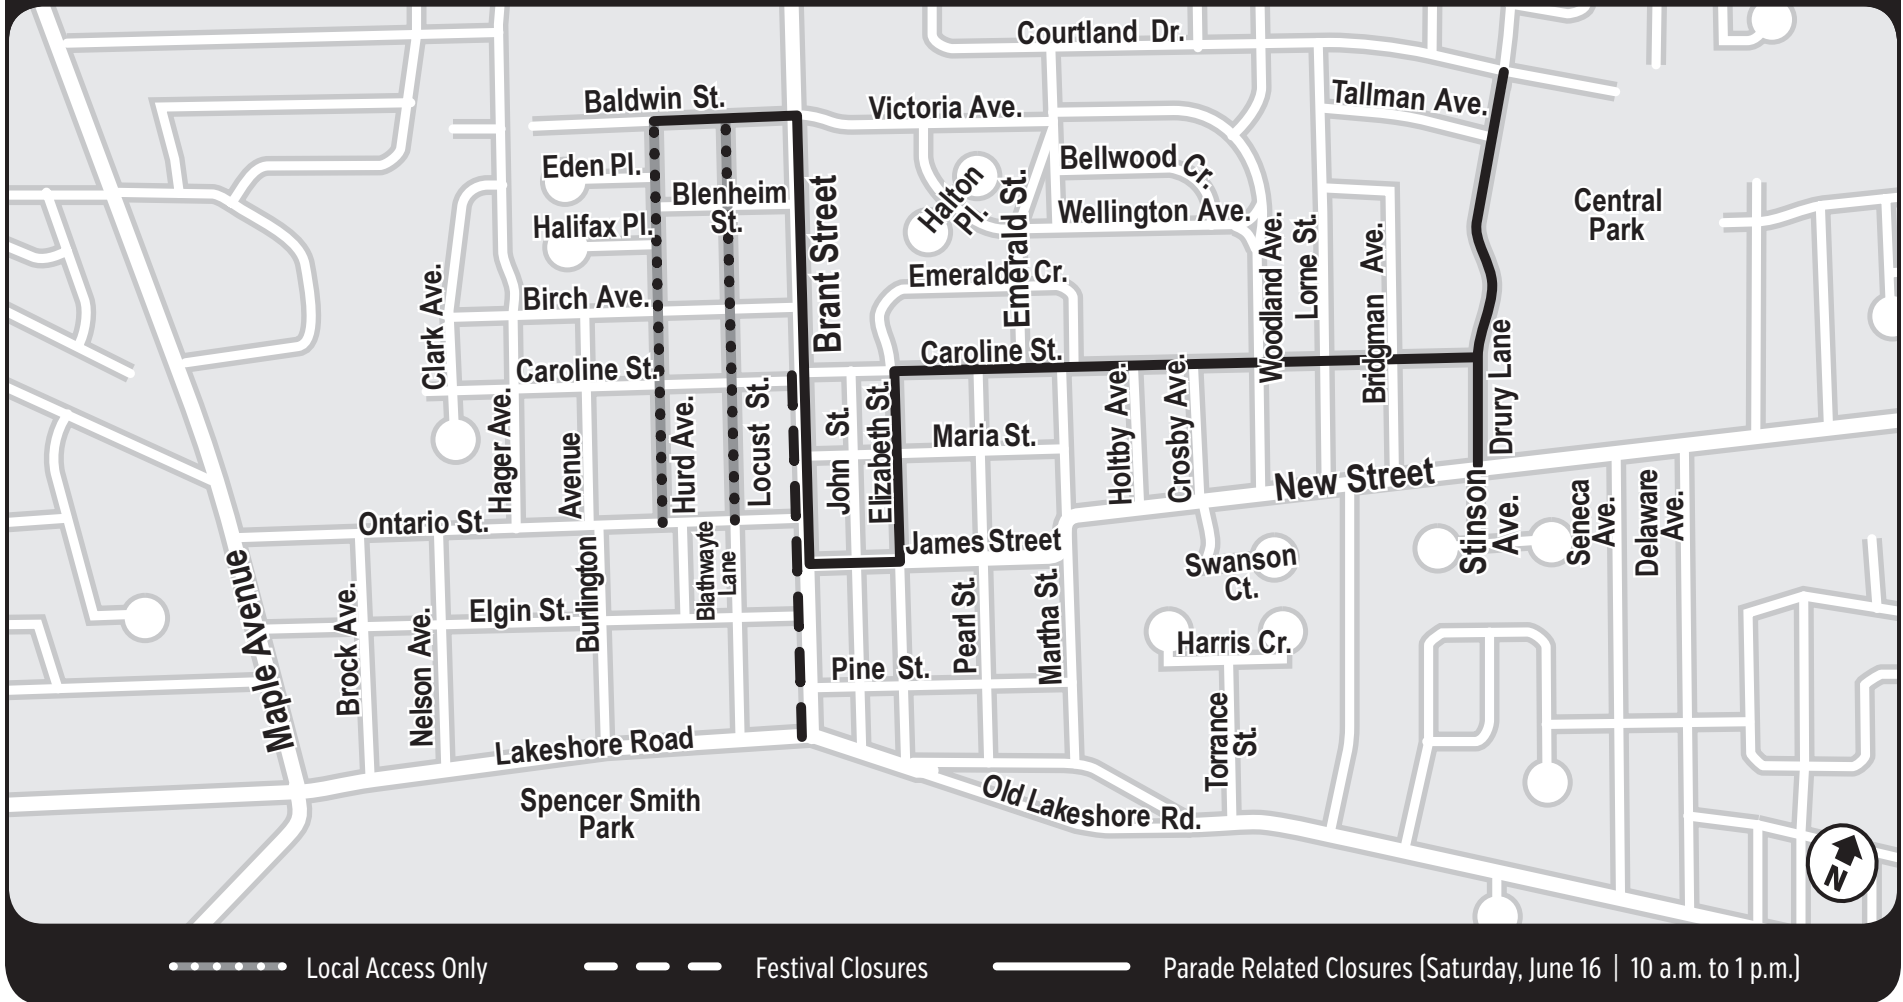 Courtland Dr.
Baldwin St.
Victoria Ave.
Tallman Ave.
Eden Pl.
Bellwood Cr.
Blenheim
St.
Halton
Pl.
Emerald St.
Wellington Ave.
Central
Park
Halifax Pl.
Brant Street
Woodland Ave.
Lorne St.
Bridgman Ave.
Emerald Cr.
Birch Ave.
Clark Ave.
Caroline St.
Caroline St.
Drury Lane
Hager Ave.
Avenue
Hurd Ave.
Locust St.
John St.
Elizabeth St.
Maria St.
Holtby Ave.
Crosby Ave.
New Street
Ontario St.
James Street
Stinson
Ave.
Seneca
Ave.
Delaware
Ave.
Maple Avenue
Brock Ave.
Nelson Ave.
Elgin St.
Burlington
Blathwayte
Lane
Pearl St.
Martha St.
Swanson
Ct.
Harris Cr.
Pine St.
Torrance
St.
Lakeshore Road
Old Lakeshore Rd.
Spencer Smith
Park
N
Local Access Only
Festival Closures
Parade Related Closures (Saturday, June 16 | 10 a.m. to 1 p.m.)